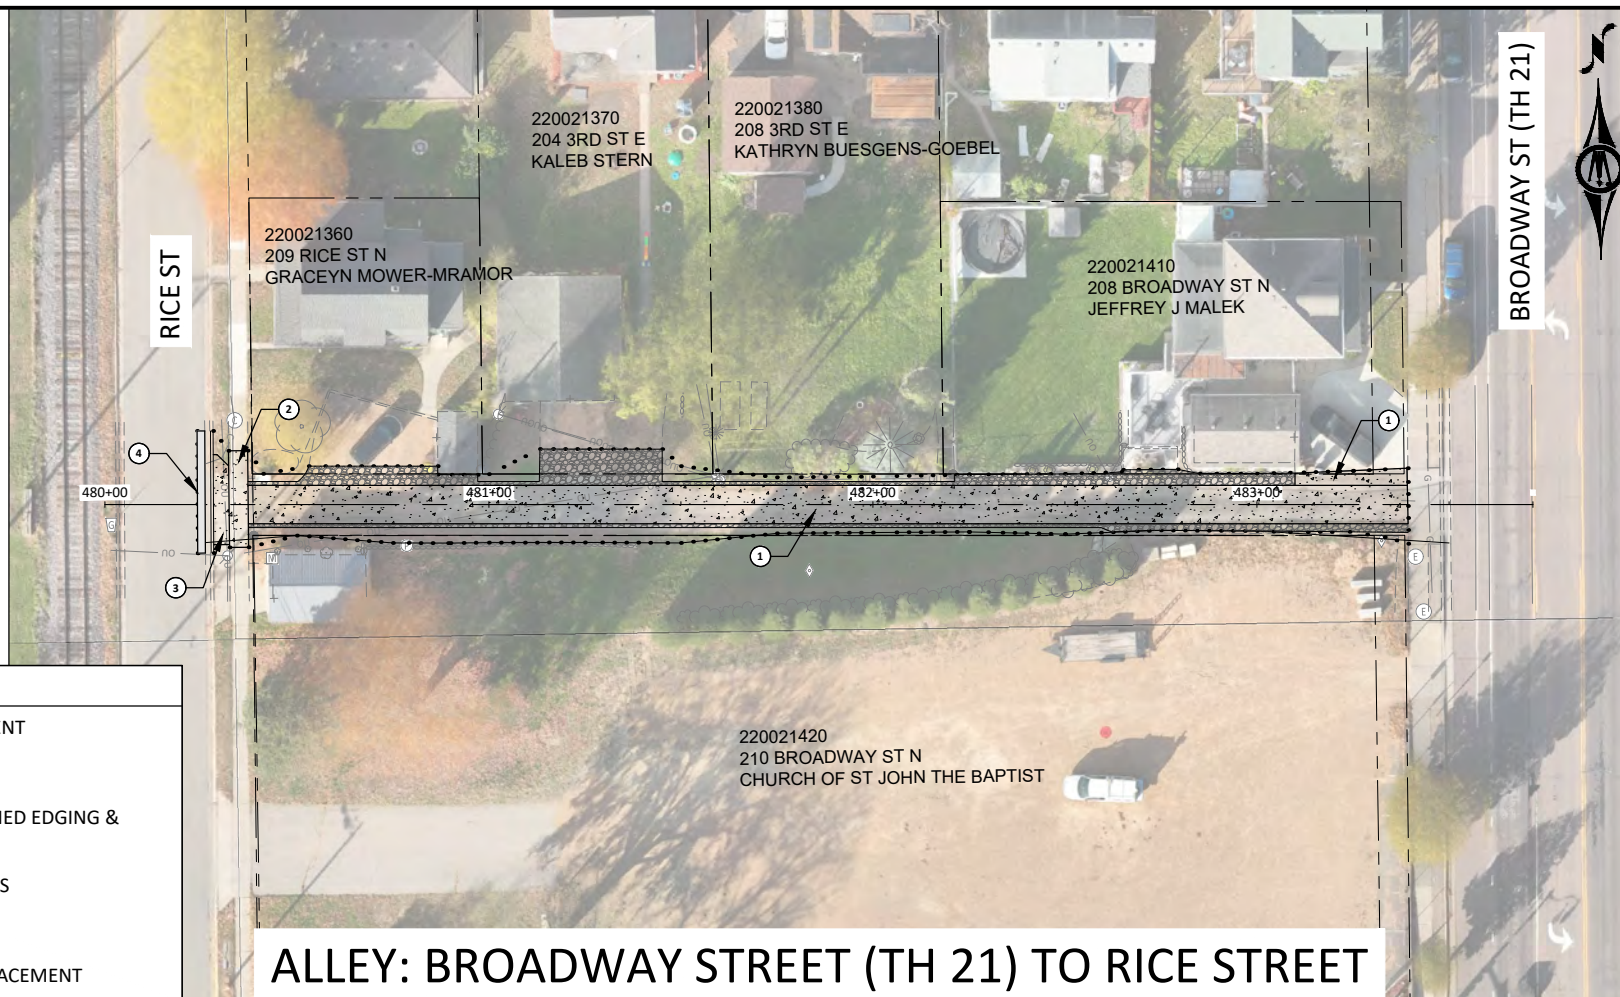 N
BROADWAY ST (TH 21)
RICE ST
220021370
204 3RD ST E
KALEB STERN
220021380
208 3RD ST E
KATHRYN BUESGENS-GOEBEL
220021360
209 RICE ST N
GRACEYN MOWER-MRAMOR
220021410
208 BROADWAY ST N
JEFFREY J MALEK
2
1
4
480+00
481+00
482+00
483+00
G
G
1
3
M
E
E
220021420
210 BROADWAY ST N
CHURCH OF ST JOHN THE BAPTIST
ENT
IED EDGING &
S
ACEMENT
ALLEY: BROADWAY STREET (TH 21) TO RICE STREET